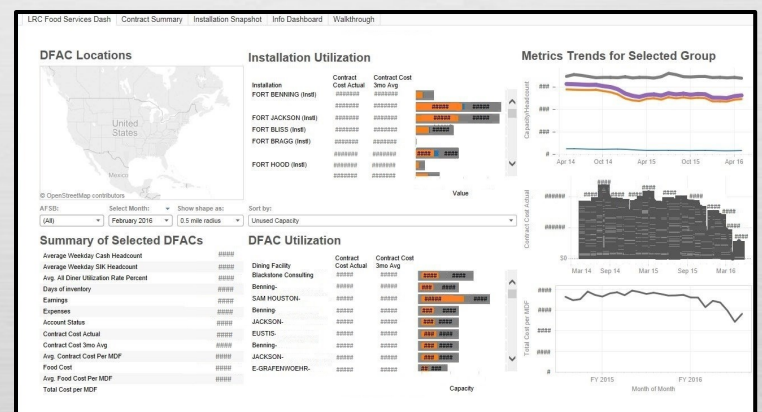 LRC Food Services Dash Contract Summary Installation Snapshot Info Dashboard Walkthrough
DFAC Locations
United States
Mexico
© OpenStreetMap contributors
AFSB: Select Month: Show shape as:
(All) February 2016 0.5 mile radius
Summary of Selected DFACs
Average Weekday Cash Headcount ####
Average Weekday SIK Headcount ####
Avg. All Diner Utilization Rate Percent ####
Days of inventory ####
Earnings ####
Expenses ####
Account Status ####
Contract Cost Actual ####
Contract Cost 3mo Avg ####
Avg. Contract Cost Per MDF ####
Food Cost ####
Avg. Food Cost Per MDF ####
Total Cost per MDF
Installation Utilization
Contract Contract Cost
Installation Cost Actual 3mo Avg
FORT BENNING (Instl) ####### #######
####### ####### ##### #####
FORT JACKSON (Instl) ####### ####### ##### #####
FORT BLISS (Instl) ####### ####### #####
FORT BRAGG (Instl)
####### ####### #### ####
FORT HOOD (Instl) ####### #######
####### #######
Value
Sort by:
Unused Capacity
DFAC Utilization
Contract Contract Cost
Dining Facility Cost Actual 3mo Avg
Blackstone Consulting ##### ##### #### ####
Benning- ##### ##### ### ####
SAM HOUSTON- ##### ##### ##### ####
Benning- ##### ##### ### ####
JACKSON- ##### ##### ### ####
EUSTIS- ##### ##### ### ####
Benning- ##### ##### ### ####
JACKSON- ##### ##### ### ####
E-GRAFENWOEHR- ##### ##### ## ###
Capacity
Metrics Trends for Selected Group
Capacity/Headcount
###
###
###
#
Apr 14 Oct 14 Apr 15 Oct 15 Apr 16
Contract Cost Actual
######
######
$0
Mar 14 Sep 14 Mar 15 Sep 15 Mar 16
Total Cost per MDF
####
####
####
####
#
FY 2015 FY 2016
Month of Month